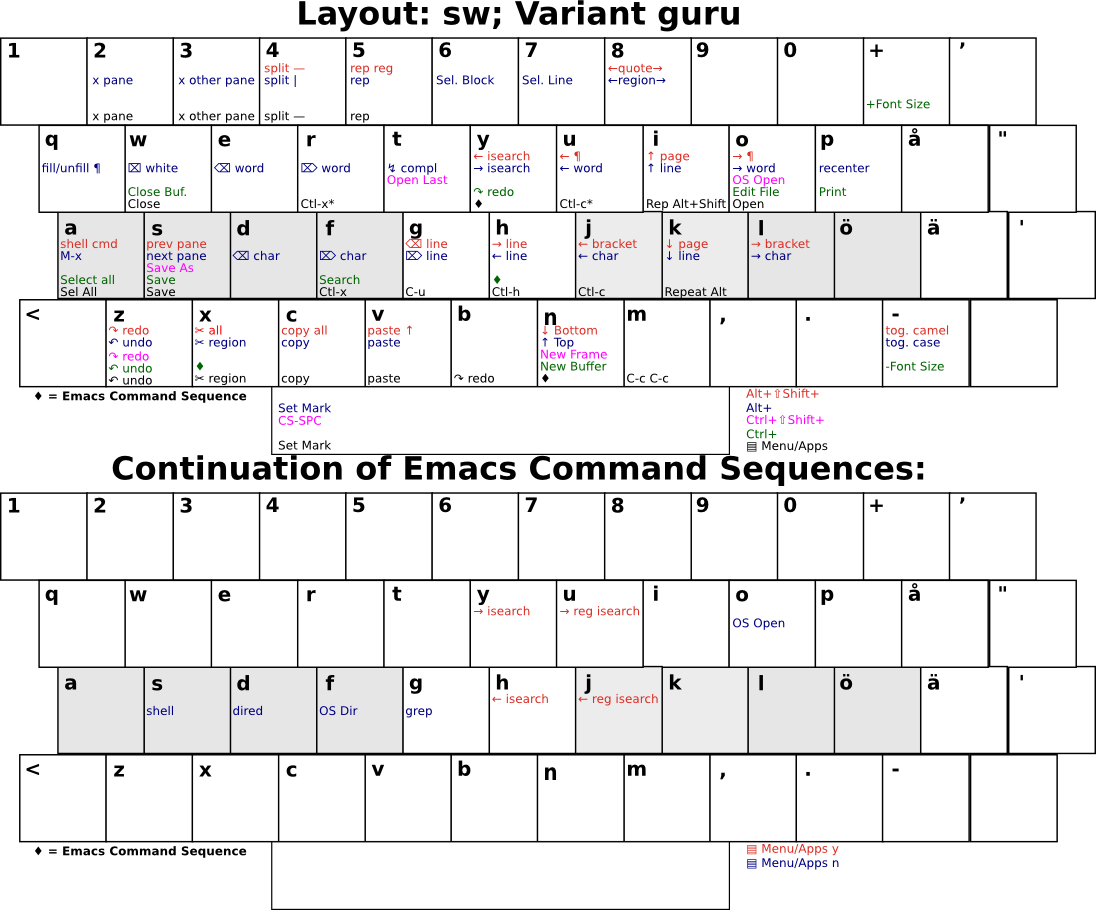 Layout: sw; Variant guru
1 2 3 4 5 6 7 8 9 0 + ’
split — rep reg ←quote→
x pane x other pane split | rep Sel. Block Sel. Line ←region→
+Font Size
x pane x other pane split — rep
q w e r t y u i o p å "
← isearch ← ¶ ↑ page → ¶
fill/unfill ¶ ⌧ white ⌫ word ⌦ word ↯ compl → isearch ← word ↑ line → word recenter
Open Last OS Open
Close Buf. ↷ redo Edit File Print
Close Ctl-x* ♦ Ctl-c* Rep Alt+Shift Open
a s d f g h j k l ö ä '
shell cmd prev pane ⌫ line → line ← bracket ↓ page → bracket
M-x next pane ⌫ char ⌦ char ⌦ line ← line ← char ↓ line → char
Save As
Select all Save Search ♦
Sel All Save Ctl-x C-u Ctl-h Ctl-c Repeat Alt
< z x c v b n m , . -
↷ redo ✂ all copy all paste ↑ ↓ Bottom tog. camel
↶ undo ✂ region copy paste ↑ Top tog. case
↷ redo New Frame
↶ undo ♦ New Buffer -Font Size
↶ undo ✂ region copy paste ↷ redo ♦ C-c C-c
♦ = Emacs Command Sequence Alt+⇧Shift+
Set Mark Alt+
CS-SPC Ctrl+⇧Shift+
Ctrl+
Set Mark ▤ Menu/Apps
Continuation of Emacs Command Sequences:
1 2 3 4 5 6 7 8 9 0 + ’
q w e r t y u i o p å "
→ isearch → reg isearch
OS Open
a s d f g h j k l ö ä '
← isearch ← reg isearch
shell dired OS Dir grep
< z x c v b n m , . -
♦ = Emacs Command Sequence ▤ Menu/Apps y
▤ Menu/Apps n